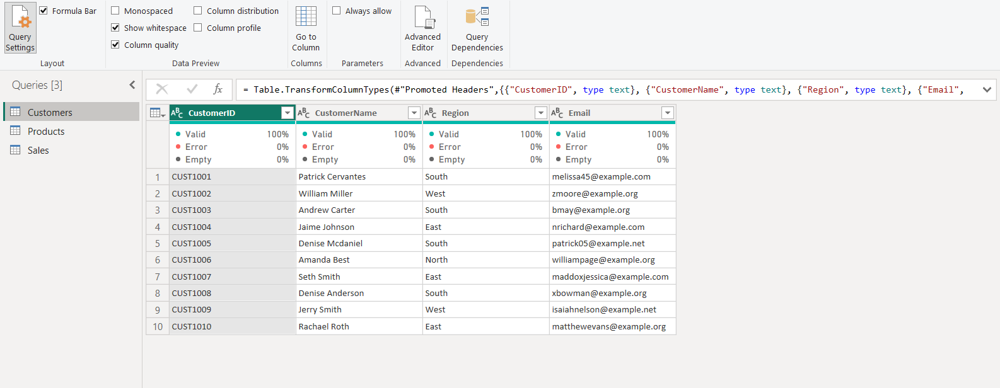 Query Settings
Formula Bar
Layout
Monospaced
Show whitespace
Column quality
Column distribution
Column profile
Data Preview
Go to Column
Columns
Always allow
Parameters
Advanced Editor
Advanced
Query Dependencies
Dependencies
Queries [3]
Customers
Products
Sales
fx
= Table.TransformColumnTypes(#"Promoted Headers",{{"CustomerID", type text}, {"CustomerName", type text}, {"Region", type text}, {"Email",
ABC CustomerID ABC CustomerName ABC Region ABC Email
Valid 100% Valid 100% Valid 100% Valid 100%
Error 0% Error 0% Error 0% Error 0%
Empty 0% Empty 0% Empty 0% Empty 0%
1 CUST1001 Patrick Cervantes South melissa45@example.com
2 CUST1002 William Miller West zmoore@example.org
3 CUST1003 Andrew Carter South bmay@example.org
4 CUST1004 Jaime Johnson East nrichard@example.com
5 CUST1005 Denise Mcdaniel South patrick05@example.net
6 CUST1006 Amanda Best North williampage@example.org
7 CUST1007 Seth Smith East maddoxjessica@example.com
8 CUST1008 Denise Anderson South xbowman@example.org
9 CUST1009 Jerry Smith West isaiahnelson@example.net
10 CUST1010 Rachael Roth East matthewevans@example.org